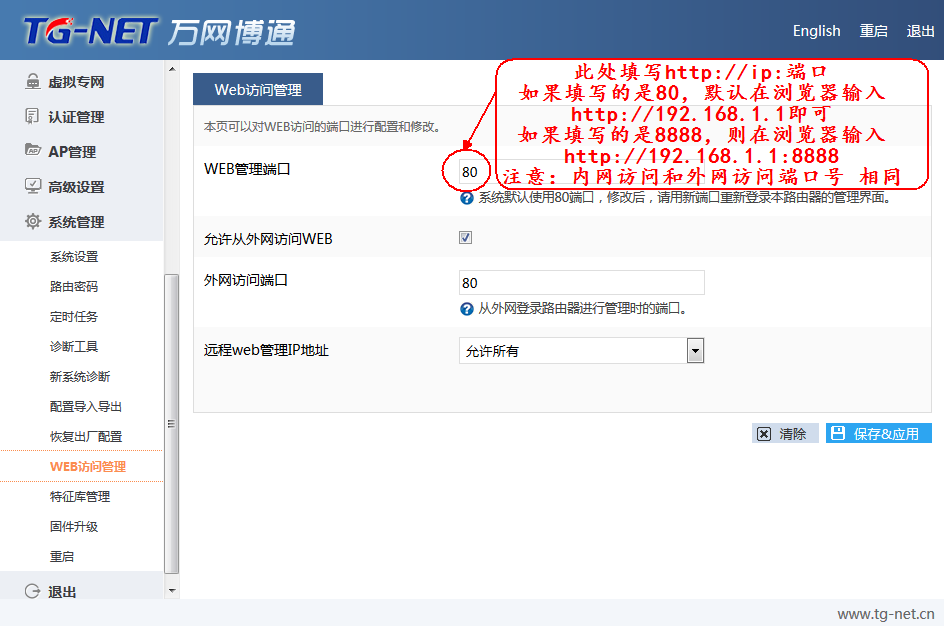 TG-NET 万网博通
English 重启 退出
虚拟专网
认证管理
AP管理
高级设置
系统管理
系统设置
路由密码
定时任务
诊断工具
新系统诊断
配置导入导出
恢复出厂配置
WEB访问管理
特征库管理
固件升级
重启
退出
Web访问管理
本页可以对WEB访问的端口进行配置和修改。
此处填写http://ip:端口
如果填写的是80，默认在浏览器输入
http://192.168.1.1即可
如果填写的是8888，则在浏览器输入
http://192.168.1.1:8888
注意：内网访问和外网访问端口号 相同
WEB管理端口 80
系统默认使用80端口，修改后，请用新端口重新登录本路由器的管理界面。
允许从外网访问WEB
外网访问端口 80
从外网登录路由器进行管理时的端口。
远程web管理IP地址 允许所有
清除 保存&应用
www.tg-net.cn